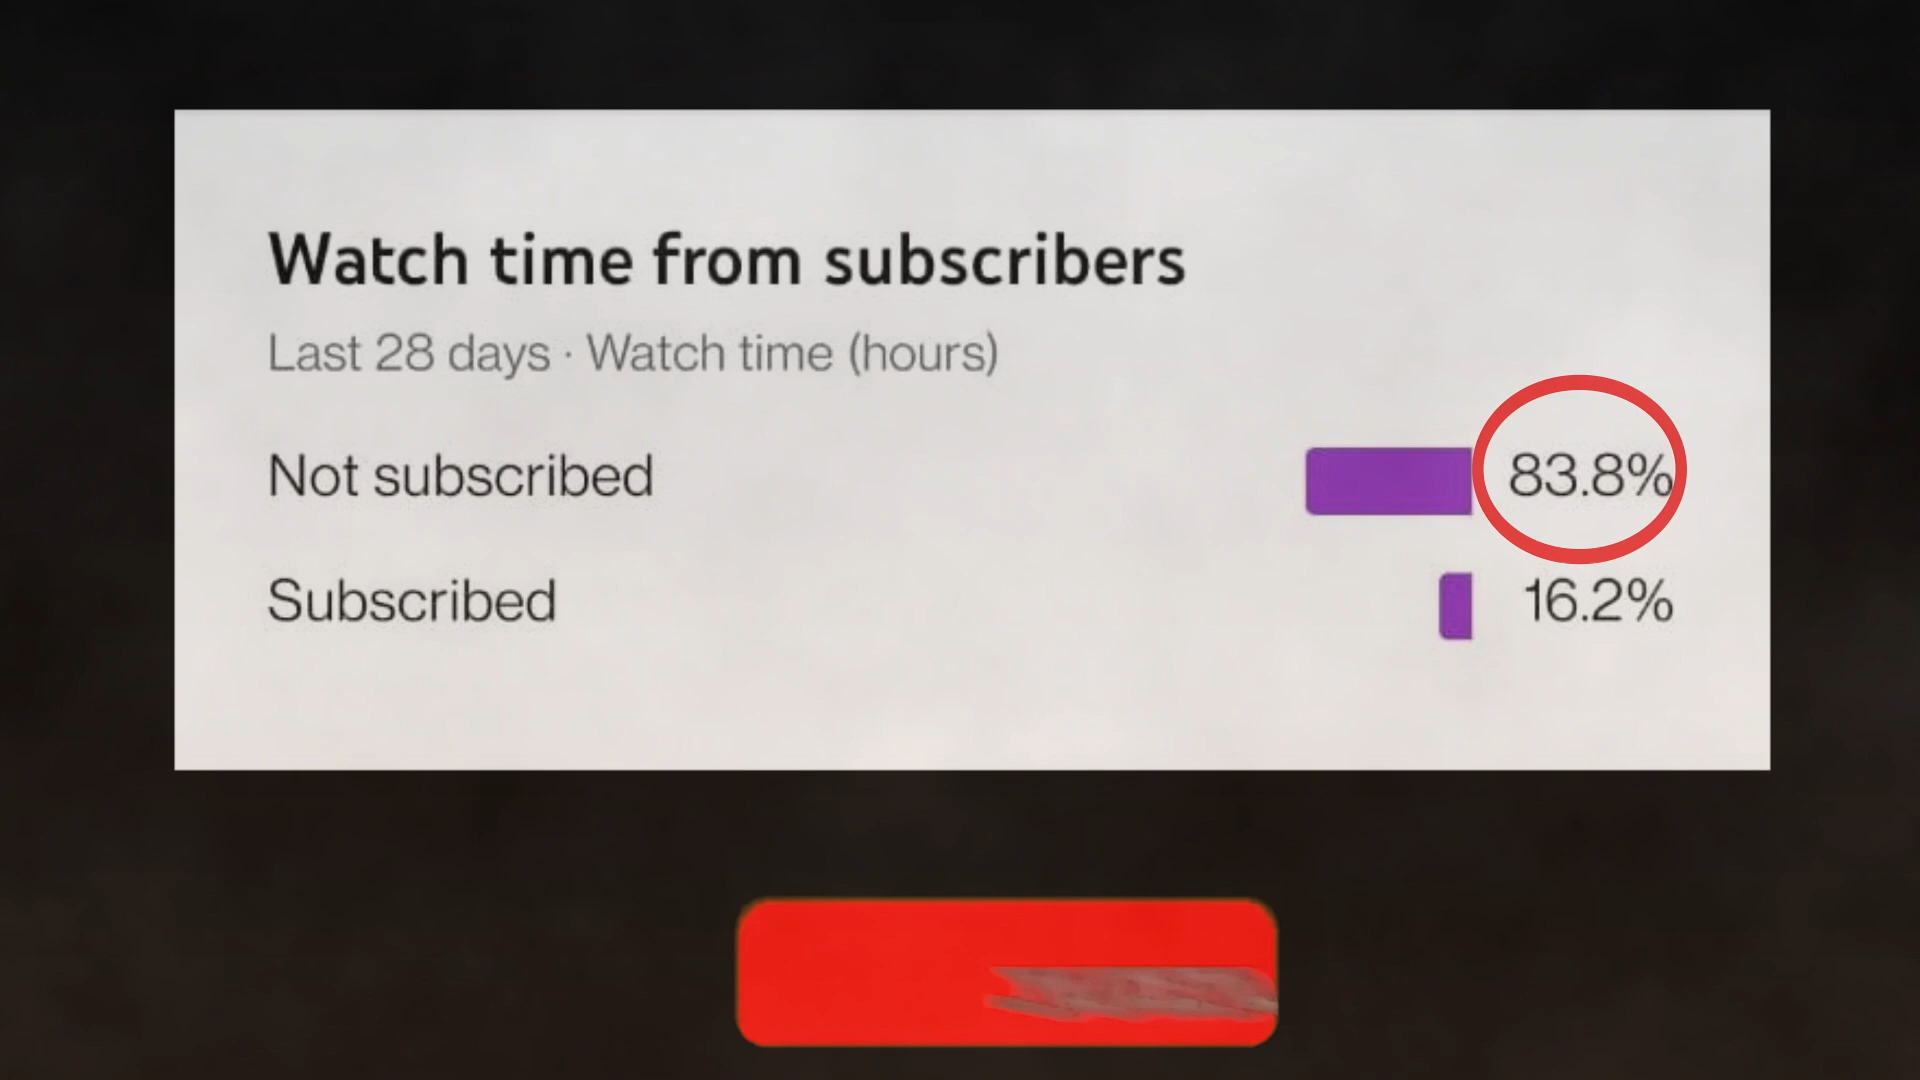 Watch time from subscribers
Last 28 days · Watch time (hours)
Not subscribed 83.8%
Subscribed 16.2%